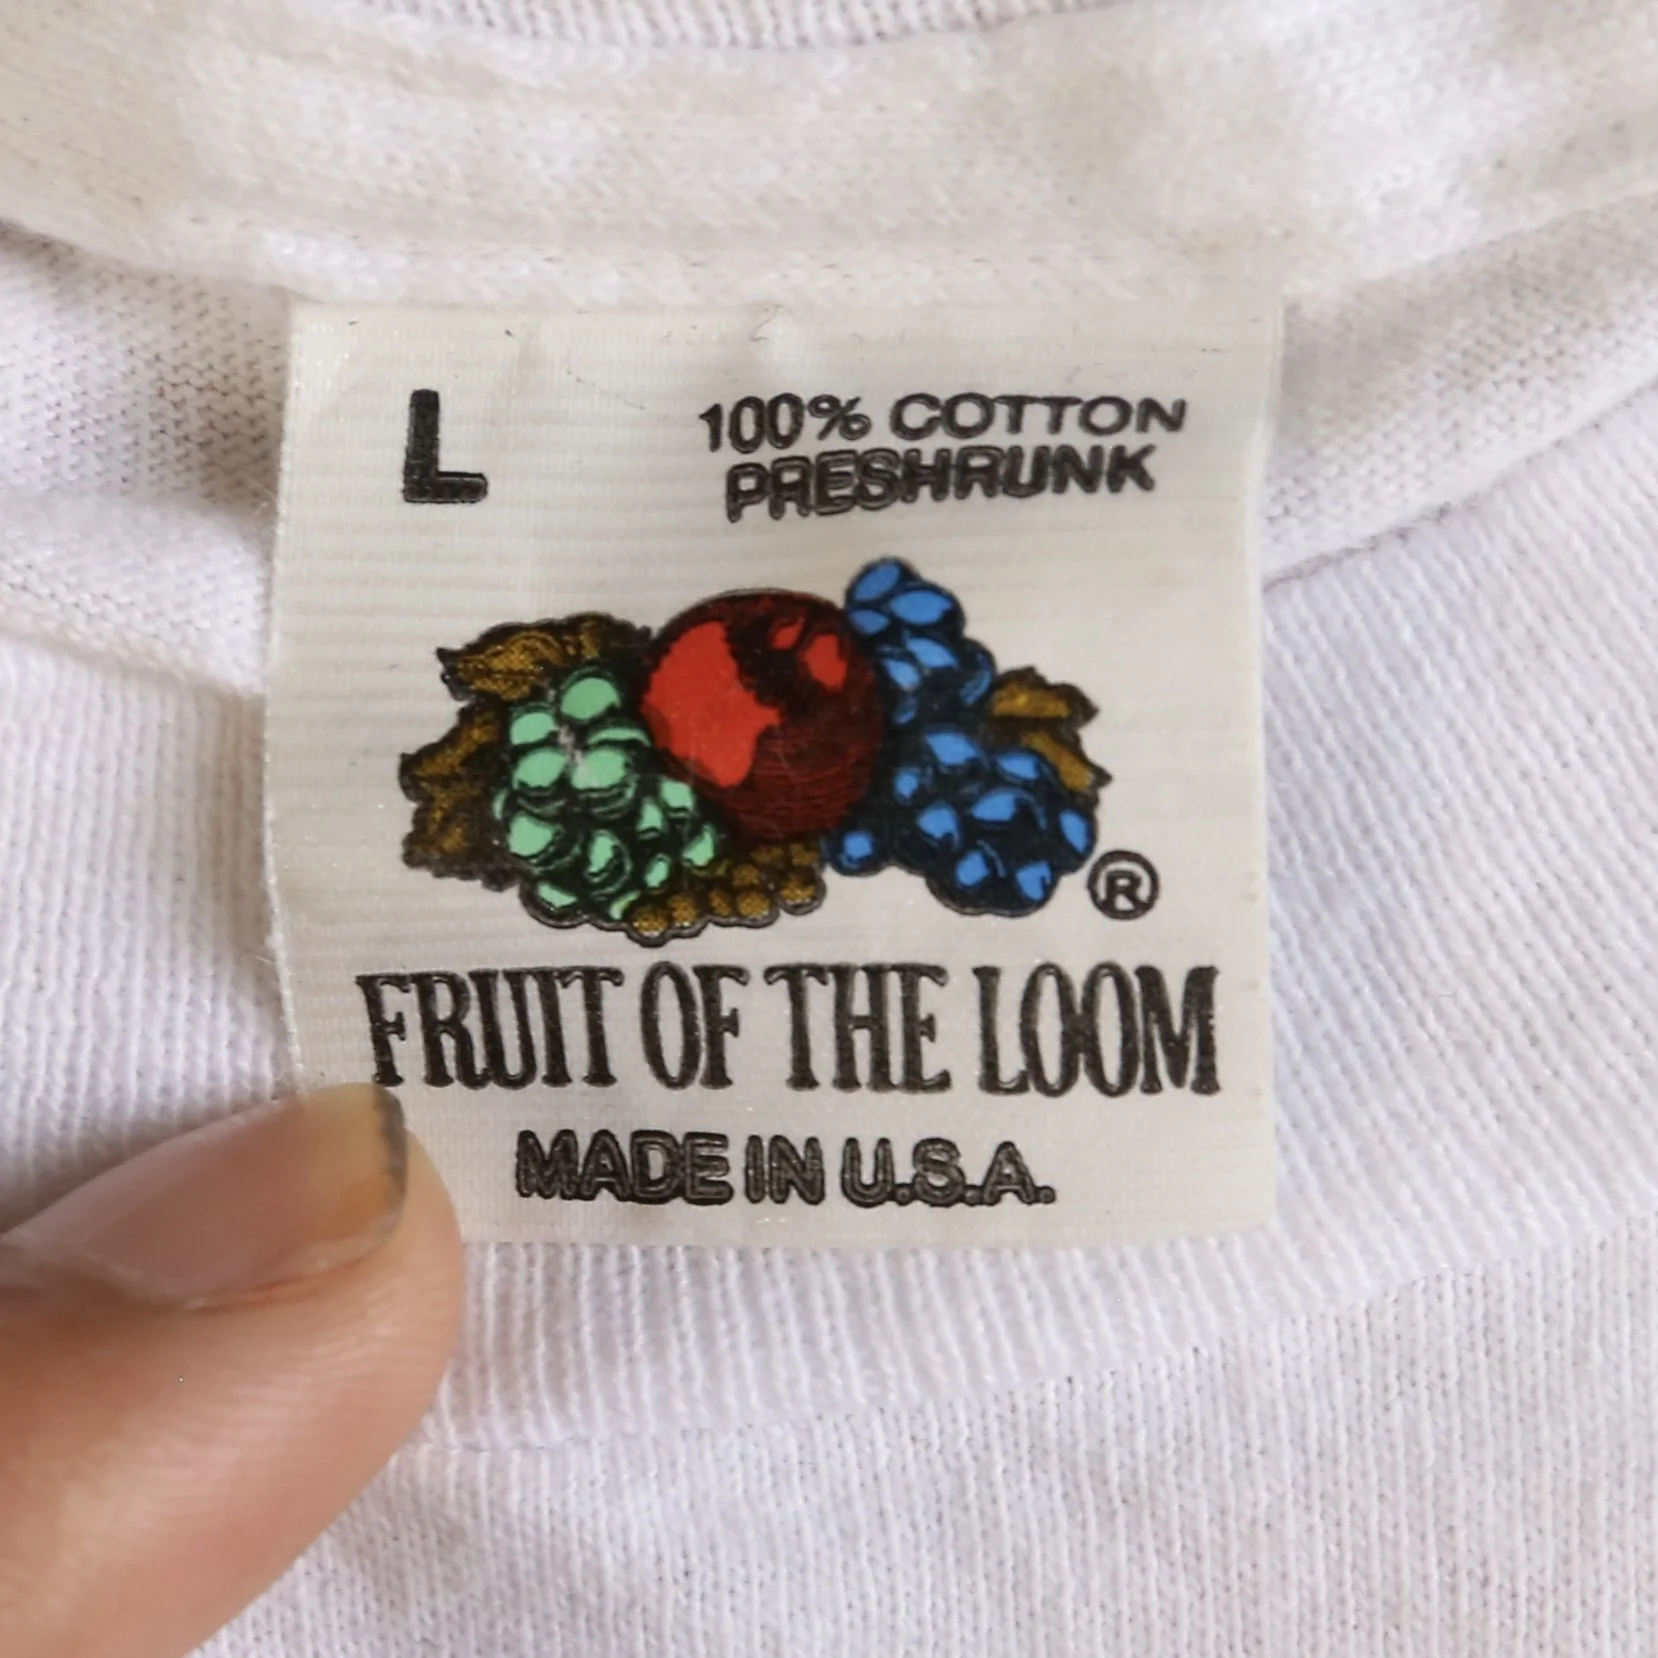 L
100% COTTON
PRESHRUNK
®
FRUIT OF THE LOOM
MADE IN U.S.A.